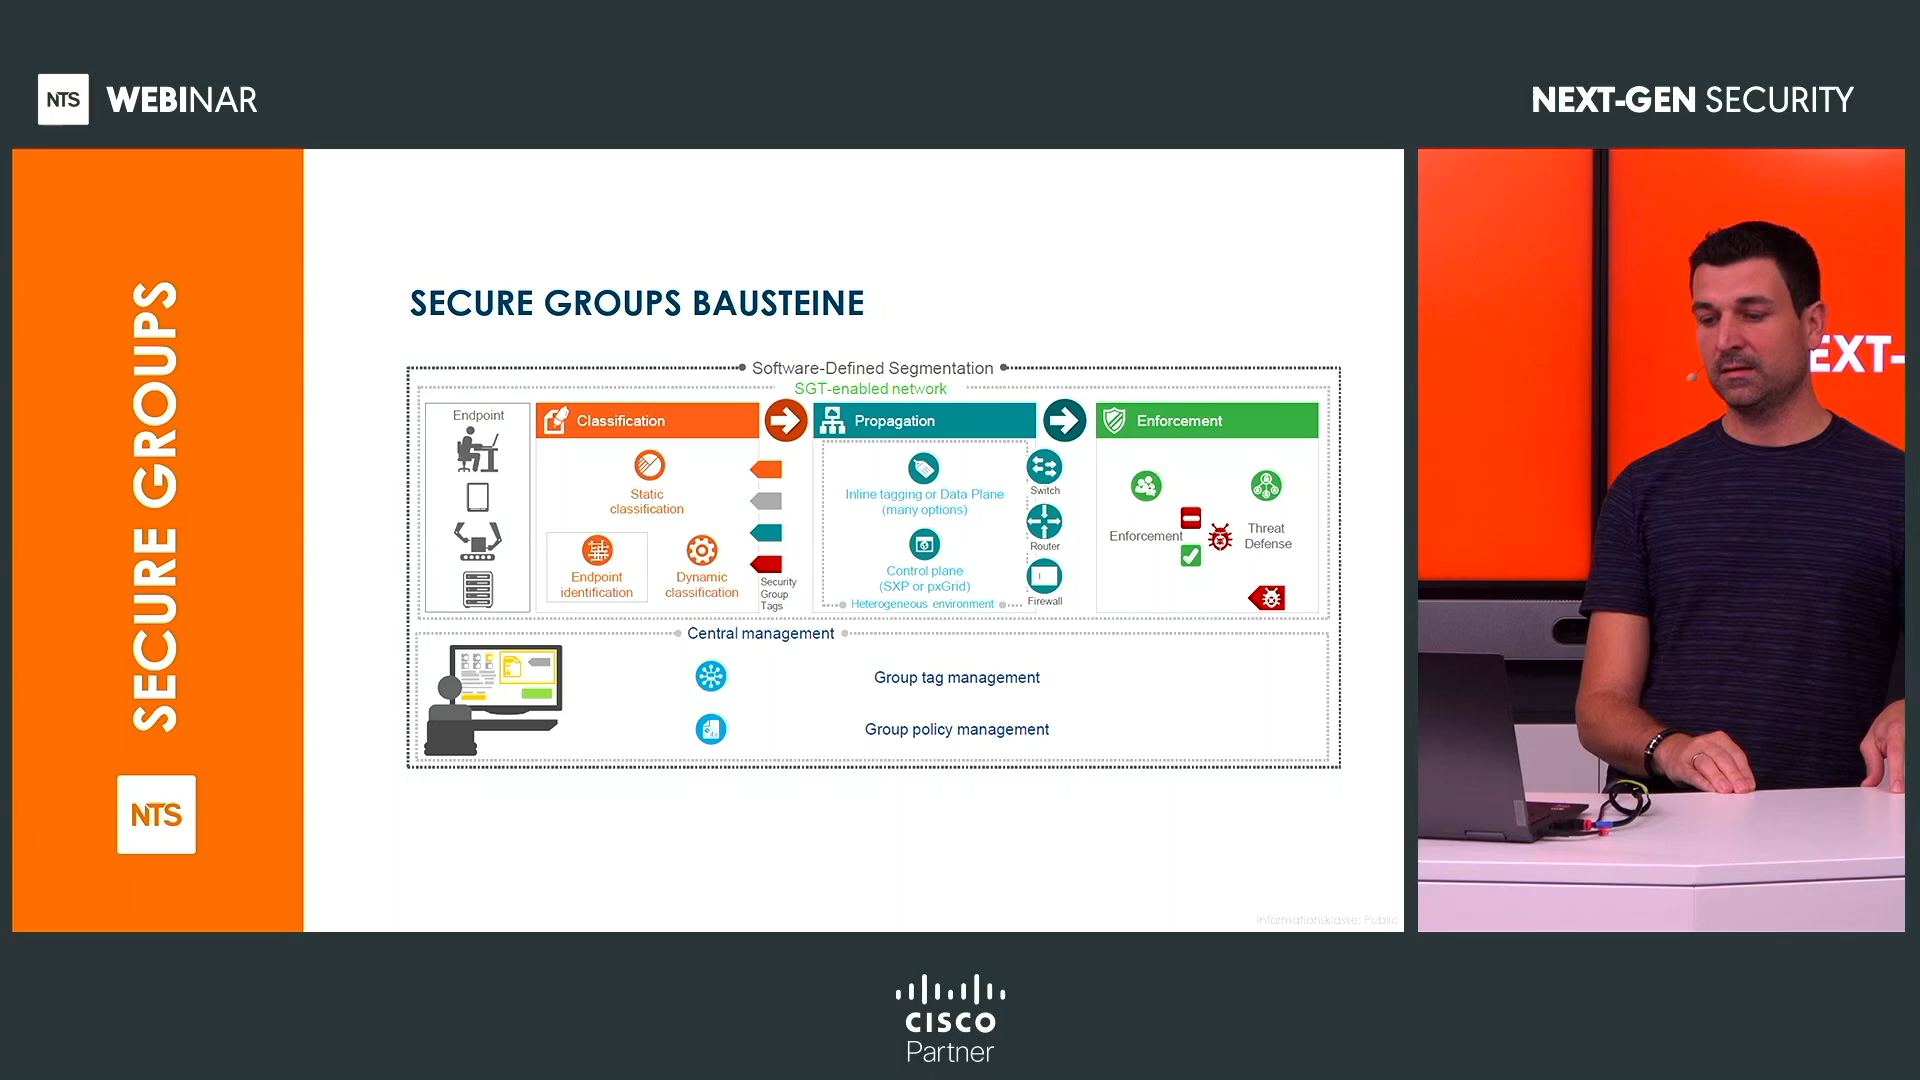 NTS WEBINAR
NEXT-GEN SECURITY
SECURE GROUPS
NTS
SECURE GROUPS BAUSTEINE
Software-Defined Segmentation
SGT-enabled network
Endpoint
Classification
Static
classification
Endpoint
identification
Dynamic
classification
Security
Group
Tags
Propagation
Inline tagging or Data Plane
(many options)
Control plane
(SXP or pxGrid)
Heterogeneous environment
Switch
Router
Firewall
Enforcement
Enforcement
Threat
Defense
Central management
Group tag management
Group policy management
Informationsklasse: Public
EXT-
CISCO
Partner